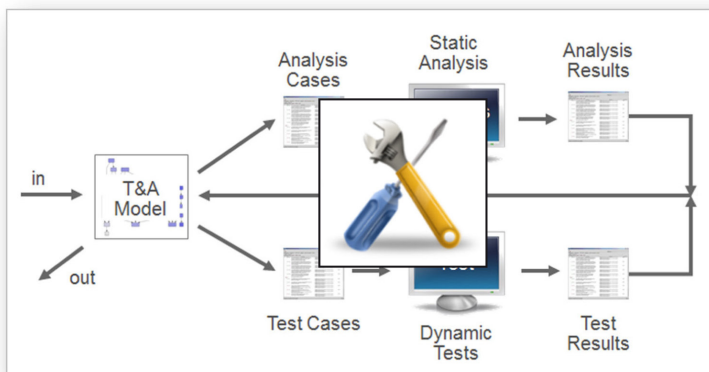 Analysis
Cases
Static
Analysis
Analysis
Results
in
T&A
Model
out
Test Cases
Dynamic
Tests
Test
Results